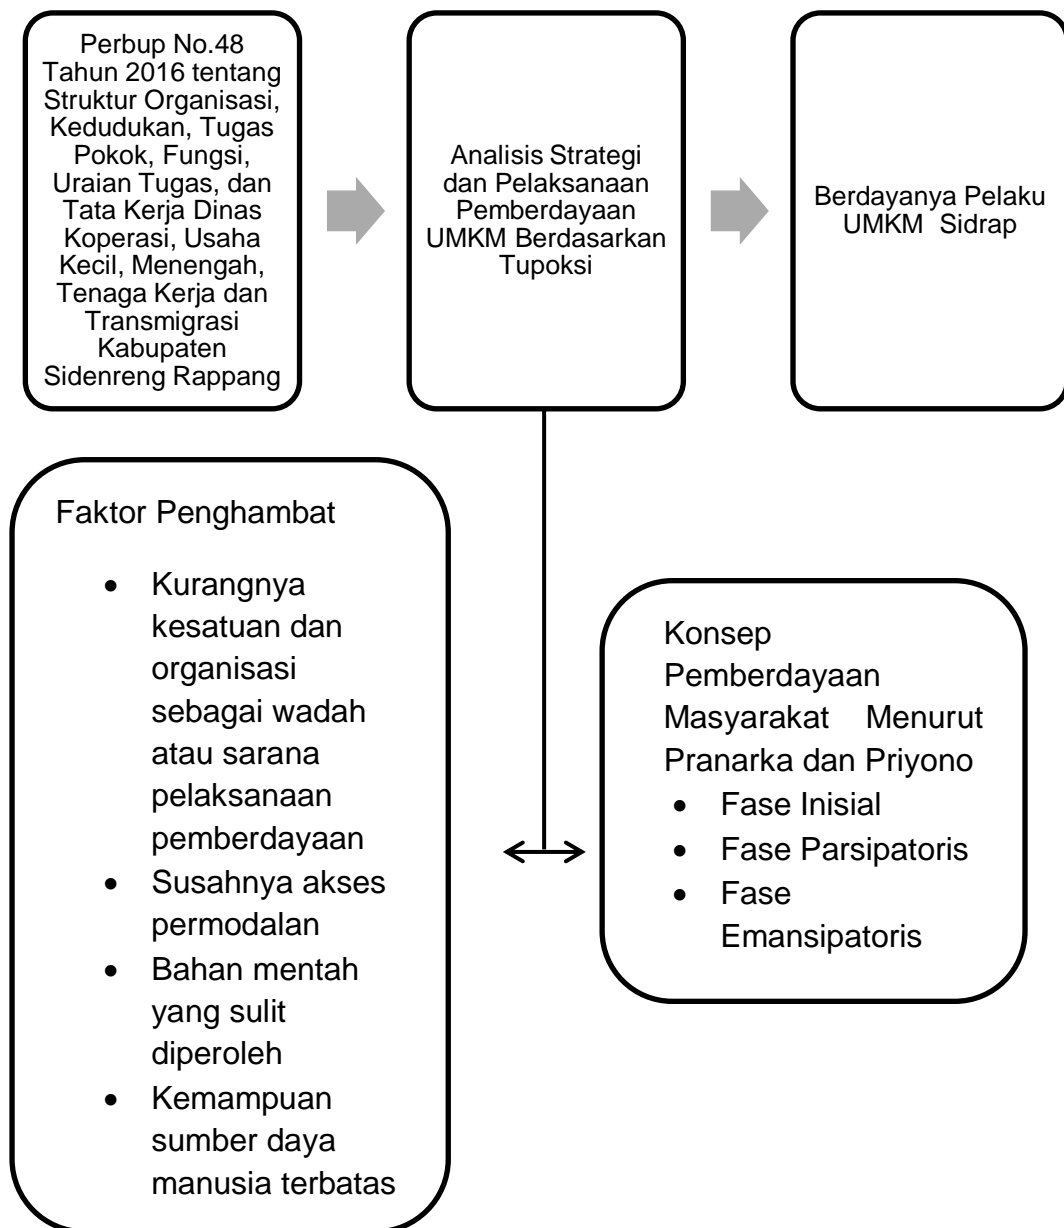 Perbup No.48
Tahun 2016 tentang
Struktur Organisasi,
Kedudukan, Tugas
Pokok, Fungsi,
Uraian Tugas, dan
Tata Kerja Dinas
Koperasi, Usaha
Kecil, Menengah,
Tenaga Kerja dan
Transmigrasi
Kabupaten
Sidenreng Rappang
Analisis Strategi
dan Pelaksanaan
Pemberdayaan
UMKM Berdasarkan
Tupoksi
Berdayanya Pelaku
UMKM Sidrap
Faktor Penghambat
• Kurangnya
kesatuan dan
organisasi
sebagai wadah
atau sarana
pelaksanaan
pemberdayaan
• Susahnya akses
permodalan
• Bahan mentah
yang sulit
diperoleh
• Kemampuan
sumber daya
manusia terbatas
Konsep
Pemberdayaan
Masyarakat Menurut
Pranarka dan Priyono
• Fase Inisial
• Fase Parsipatoris
• Fase
Emansipatoris